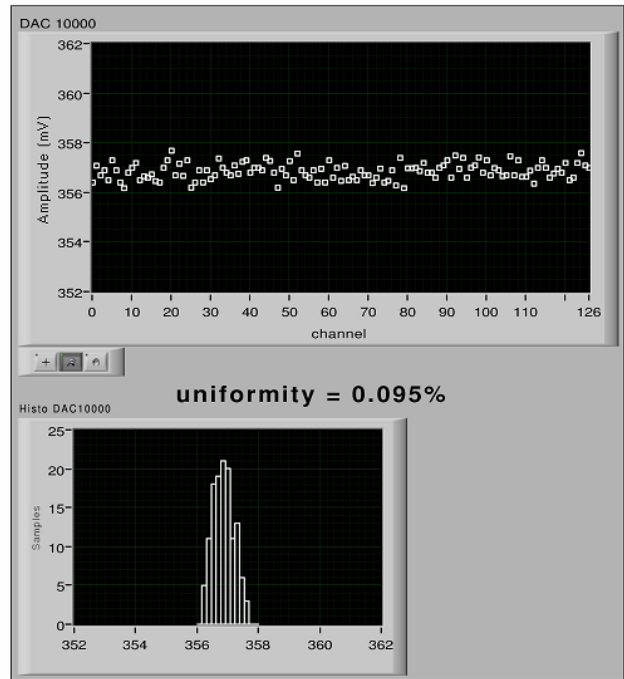 DAC 10000
362
360
358
356
354
352
Amplitude (mV)
0 10 20 30 40 50 60 70 80 90 100 110 126
channel
uniformity = 0.095%
Histo DAC10000
25
20
15
10
5
0
Samples
352 354 356 358 360 362